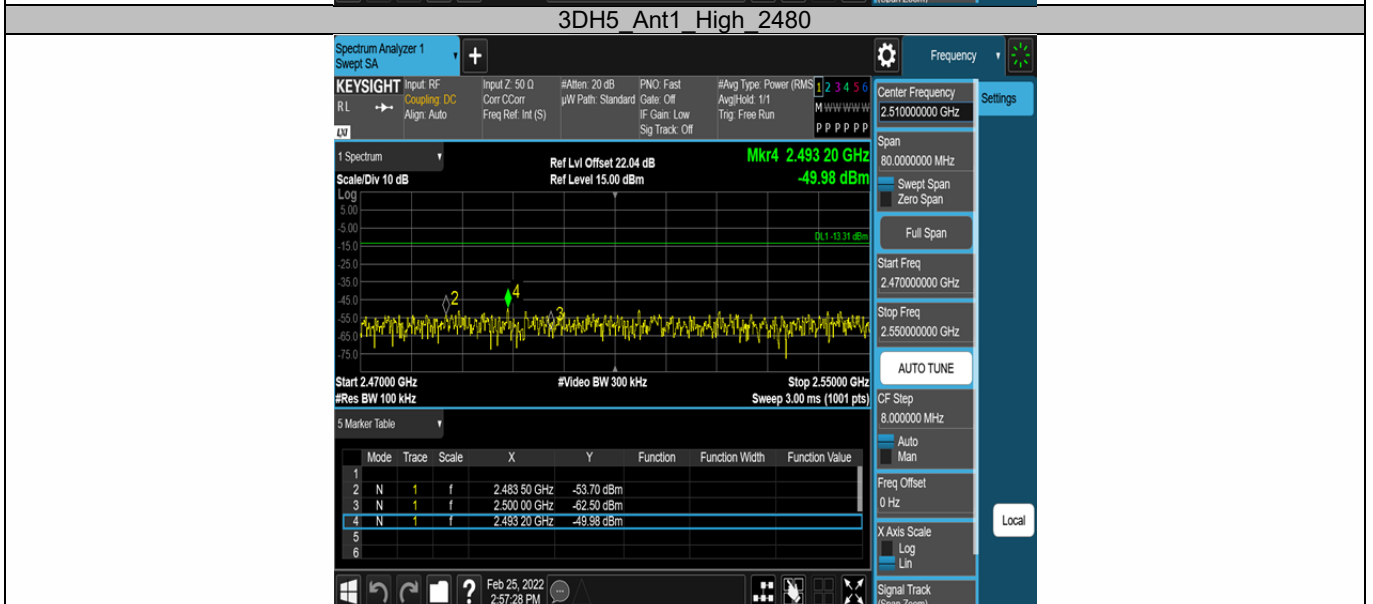 (Span Zoom)
3DH5_Ant1_High_2480
Spectrum Analyzer 1
Swept SA
+
Frequency
KEYSIGHT
RL
LXI
Input: RF
Coupling: DC
Align: Auto
Input Z: 50 Ω
Corr CCorr
Freq Ref: Int (S)
#Atten: 20 dB
µW Path: Standard
PNO: Fast
Gate: Off
IF Gain: Low
Sig Track: Off
#Avg Type: Power (RMS
Avg|Hold: 1/1
Trig: Free Run
1 2 3 4 5 6
M W W W W W
P P P P P P
1 Spectrum
Scale/Div 10 dB
Ref Lvl Offset 22.04 dB
Ref Level 15.00 dBm
Mkr4 2.493 20 GHz
-49.98 dBm
Log
5.00
-5.00
-15.0
-25.0
-35.0
-45.0
-55.0
-65.0
-75.0
DL1 -13.31 dBm
2
4
3
Start 2.47000 GHz
#Res BW 100 kHz
#Video BW 300 kHz
Stop 2.55000 GHz
Sweep 3.00 ms (1001 pts)
5 Marker Table
Mode Trace Scale X Y Function Function Width Function Value
1
2 N 1 f 2.483 50 GHz -53.70 dBm
3 N 1 f 2.500 00 GHz -62.50 dBm
4 N 1 f 2.493 20 GHz -49.98 dBm
5
6
?
Feb 25, 2022
2:57:28 PM
Center Frequency
2.510000000 GHz
Settings
Span
80.0000000 MHz
Swept Span
Zero Span
Full Span
Start Freq
2.470000000 GHz
Stop Freq
2.550000000 GHz
AUTO TUNE
CF Step
8.000000 MHz
Auto
Man
Freq Offset
0 Hz
X Axis Scale
Log
Lin
Local
Signal Track
(Span Zoom)